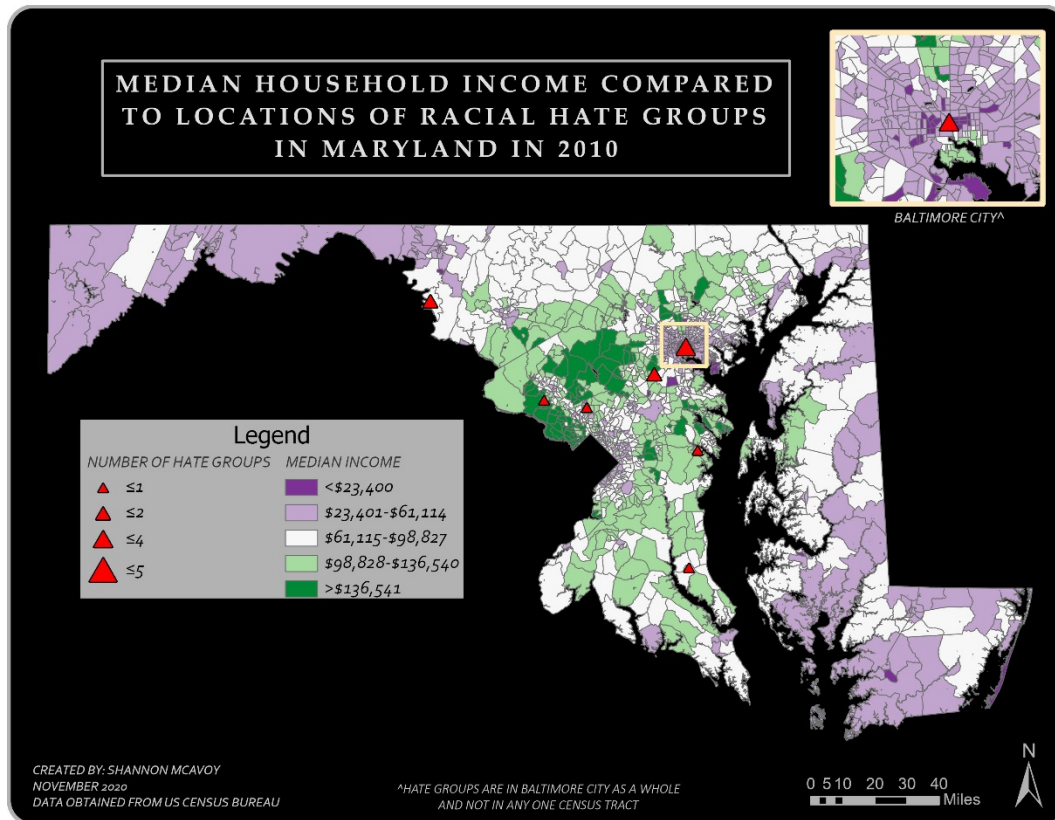 MEDIAN HOUSEHOLD INCOME COMPARED
TO LOCATIONS OF RACIAL HATE GROUPS
IN MARYLAND IN 2010
BALTIMORE CITY^
Legend
NUMBER OF HATE GROUPS
≤1
≤2
≤4
≤5
MEDIAN INCOME
<$23,400
$23,401-$61,114
$61,115-$98,827
$98,828-$136,540
>$136,541
CREATED BY: SHANNON MCAVOY
NOVEMBER 2020
DATA OBTAINED FROM US CENSUS BUREAU
^HATE GROUPS ARE IN BALTIMORE CITY AS A WHOLE
AND NOT IN ANY ONE CENSUS TRACT
0 5 10 20 30 40
Miles
N